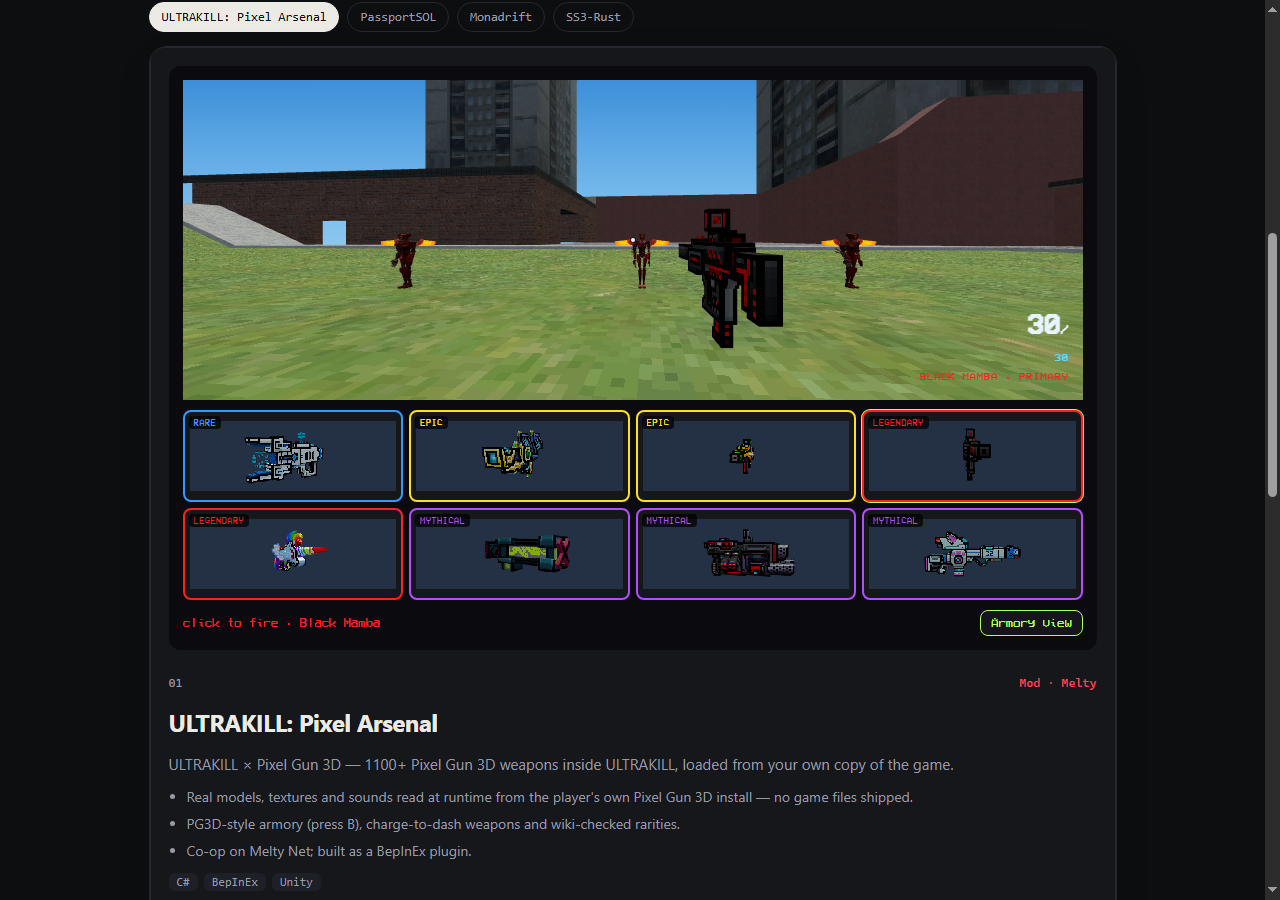 ULTRAKILL: Pixel Arsenal PassportSOL Monadrift SS3-Rust
30/
30
BLACK MAMBA · PRIMARY
RARE EPIC EPIC LEGENDARY
LEGENDARY MYTHICAL MYTHICAL MYTHICAL
click to fire · Black Mamba Armory view
01 Mod · Melty
ULTRAKILL: Pixel Arsenal
ULTRAKILL × Pixel Gun 3D — 1100+ Pixel Gun 3D weapons inside ULTRAKILL, loaded from your own copy of the game.
• Real models, textures and sounds read at runtime from the player's own Pixel Gun 3D install — no game files shipped.
• PG3D-style armory (press B), charge-to-dash weapons and wiki-checked rarities.
• Co-op on Melty Net; built as a BepInEx plugin.
C# BepInEx Unity